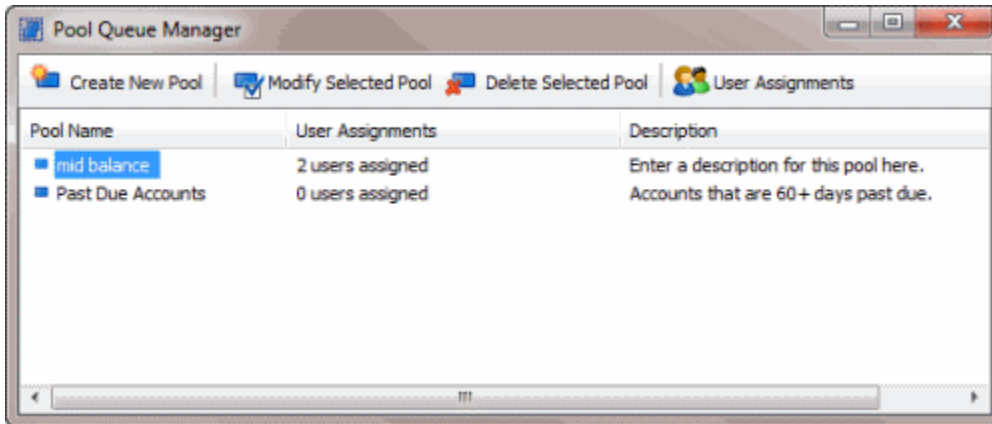 Pool Queue Manager
Create New Pool Modify Selected Pool Delete Selected Pool User Assignments
Pool Name User Assignments Description
mid balance 2 users assigned Enter a description for this pool here.
Past Due Accounts 0 users assigned Accounts that are 60+ days past due.